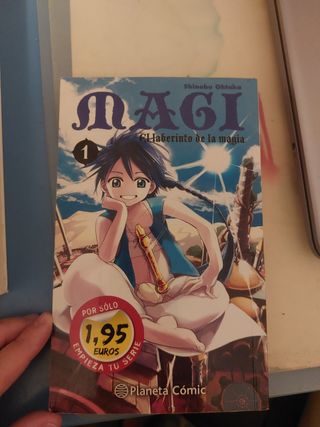 Shinobu Ohtaka
MAGI
El laberinto de la magia
1
POR SÓLO
1,95
EUROS
EMPIEZA TU SERIE
Planeta Cómic